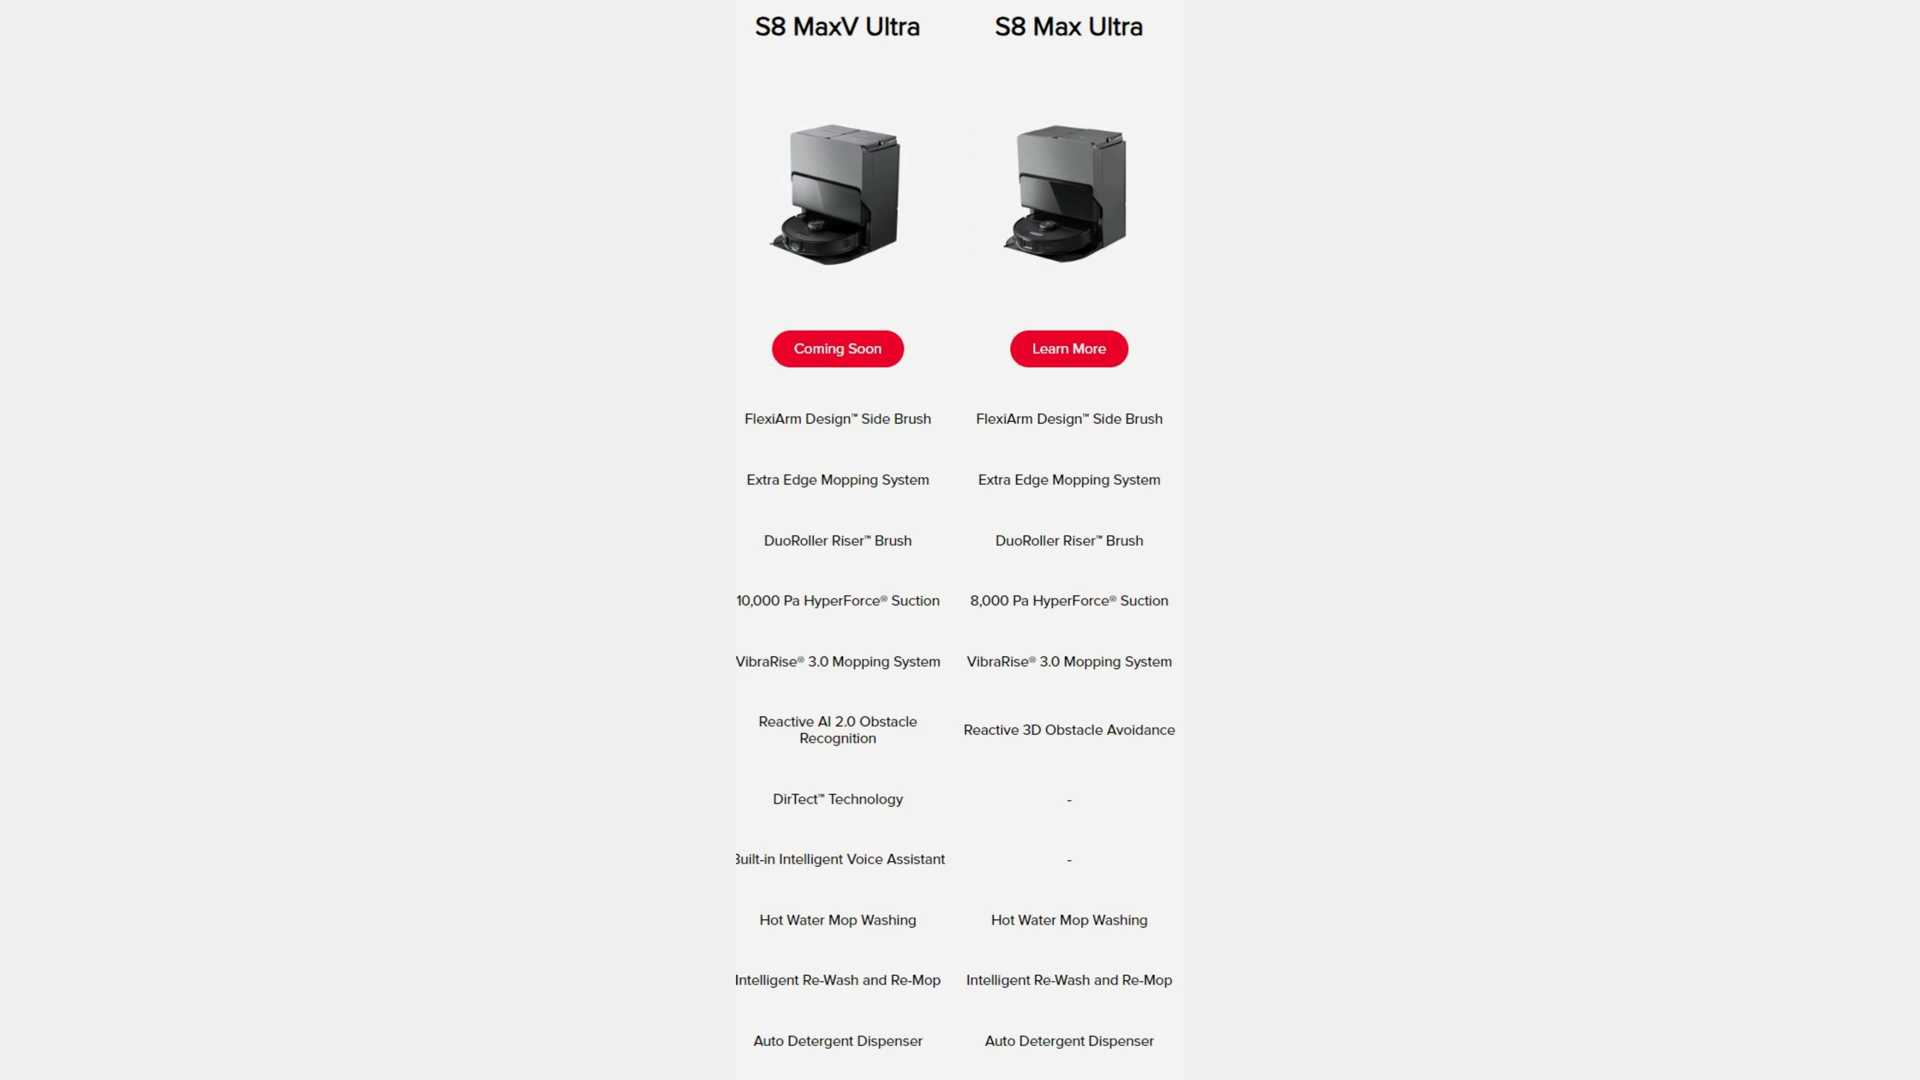 S8 MaxV Ultra
S8 Max Ultra
Coming Soon
Learn More
FlexiArm Design™ Side Brush
FlexiArm Design™ Side Brush
Extra Edge Mopping System
Extra Edge Mopping System
DuoRoller Riser™ Brush
DuoRoller Riser™ Brush
10,000 Pa HyperForce® Suction
8,000 Pa HyperForce® Suction
VibraRise® 3.0 Mopping System
VibraRise® 3.0 Mopping System
Reactive AI 2.0 Obstacle
Recognition
Reactive 3D Obstacle Avoidance
DirTect™ Technology
-
Built-in Intelligent Voice Assistant
-
Hot Water Mop Washing
Hot Water Mop Washing
Intelligent Re-Wash and Re-Mop
Intelligent Re-Wash and Re-Mop
Auto Detergent Dispenser
Auto Detergent Dispenser